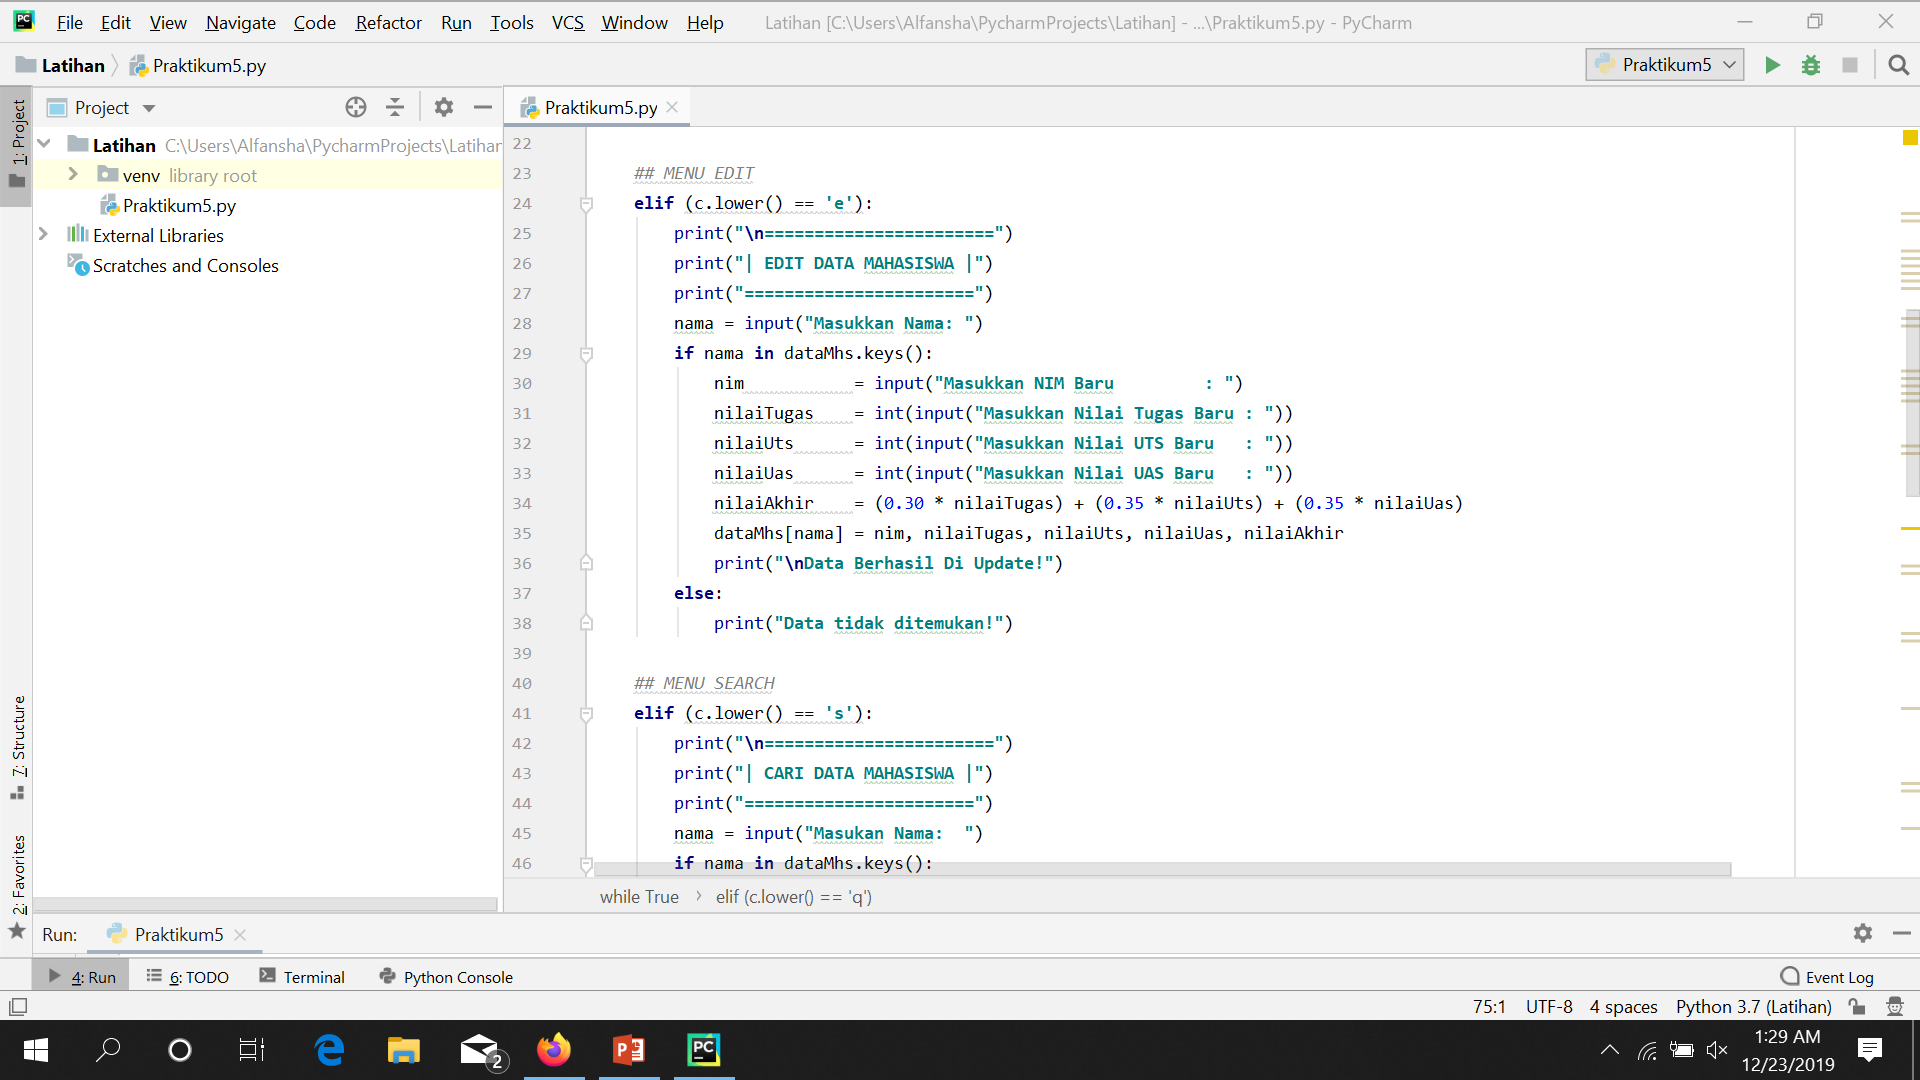 File Edit View Navigate Code Refactor Run Tools VCS Window Help Latihan [C:\Users\Alfansha\PycharmProjects\Latihan] - ...\Praktikum5.py - PyCharm
Latihan Praktikum5.py Praktikum5
1: Project
Project
Praktikum5.py
Latihan C:\Users\Alfansha\PycharmProjects\Latihan
venv library root
Praktikum5.py
External Libraries
Scratches and Consoles
7: Structure
2: Favorites
22
23 ## MENU EDIT
24 elif (c.lower() == 'e'):
25 print("\n=======================")
26 print("| EDIT DATA MAHASISWA |")
27 print("=======================")
28 nama = input("Masukkan Nama: ")
29 if nama in dataMhs.keys():
30 nim           = input("Masukkan NIM Baru         : ")
31 nilaiTugas    = int(input("Masukkan Nilai Tugas Baru : "))
32 nilaiUts      = int(input("Masukkan Nilai UTS Baru   : "))
33 nilaiUas      = int(input("Masukkan Nilai UAS Baru   : "))
34 nilaiAkhir    = (0.30 * nilaiTugas) + (0.35 * nilaiUts) + (0.35 * nilaiUas)
35 dataMhs[nama] = nim, nilaiTugas, nilaiUts, nilaiUas, nilaiAkhir
36 print("\nData Berhasil Di Update!")
37 else:
38 print("Data tidak ditemukan!")
39
40 ## MENU SEARCH
41 elif (c.lower() == 's'):
42 print("\n=======================")
43 print("| CARI DATA MAHASISWA |")
44 print("=======================")
45 nama = input("Masukan Nama:  ")
46 if nama in dataMhs.keys():
while True elif (c.lower() == 'q')
Run: Praktikum5
4: Run 6: TODO Terminal Python Console Event Log
75:1 UTF-8 4 spaces Python 3.7 (Latihan)
2
1:29 AM
12/23/2019